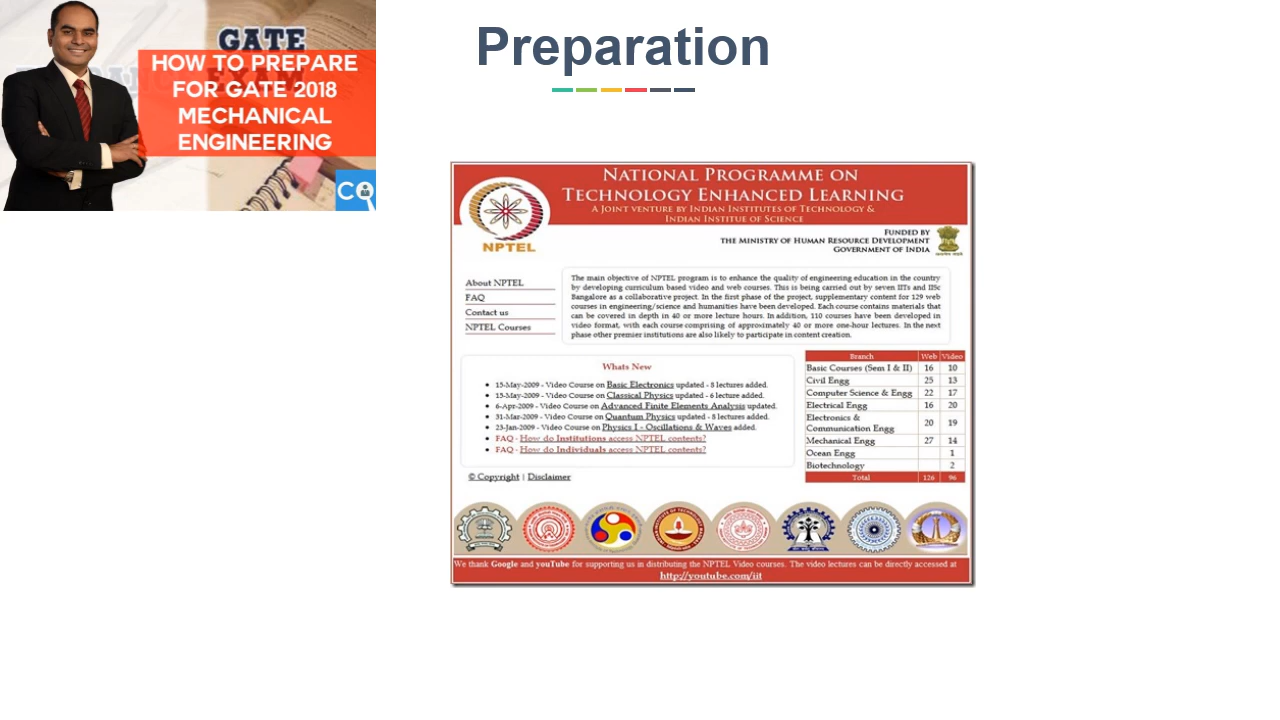 Preparation
GATE
EXAM
HOW TO PREPARE
FOR GATE 2018
MECHANICAL
ENGINEERING
NATIONAL PROGRAMME ON
TECHNOLOGY ENHANCED LEARNING
A JOINT VENTURE BY INDIAN INSTITUTES OF TECHNOLOGY &
INDIAN INSTITUE OF SCIENCE
NPTEL
FUNDED BY
THE MINISTRY OF HUMAN RESOURCE DEVELOPMENT
GOVERNMENT OF INDIA
About NPTEL
FAQ
Contact us
NPTEL Courses
The main objective of NPTEL program is to enhance the quality of engineering education in the country
by developing curriculum based video and web courses. This is being carried out by seven IITs and IISc
Bangalore as a collaborative project. In the first phase of the project, supplementary content for 129 web
courses in engineering/science and humanities have been developed. Each course contains materials that
can be covered in depth in 40 or more lecture hours. In addition, 110 courses have been developed in
video format, with each course comprising of approximately 40 or more one-hour lectures. In the next
phase other premier institutions are also likely to participate in content creation.
Whats New
15-May-2009 - Video Course on Basic Electronics updated - 8 lectures added.
15-May-2009 - Video Course on Classical Physics updated - 6 lecture added.
6-Apr-2009 - Video Course on Advanced Finite Elements Analysis updated.
31-Mar-2009 - Video Course on Quantum Physics updated - 8 lectures added.
23-Jan-2009 - Video Course on Physics I - Oscillations & Waves added.
FAQ - How do Institutions access NPTEL contents?
FAQ - How do Individuals access NPTEL contents?
© Copyright | Disclaimer
Branch Web Video
Basic Courses (Sem I & II) 16 10
Civil Engg 25 13
Computer Science & Engg 22 17
Electrical Engg 16 20
Electronics &
Communication Engg 20 19
Mechanical Engg 27 14
Ocean Engg 1
Biotechnology 2
Total 126 96
We thank Google and youTube for supporting us in distributing the NPTEL Video courses. The video lectures can be directly accessed at
http://youtube.com/iit